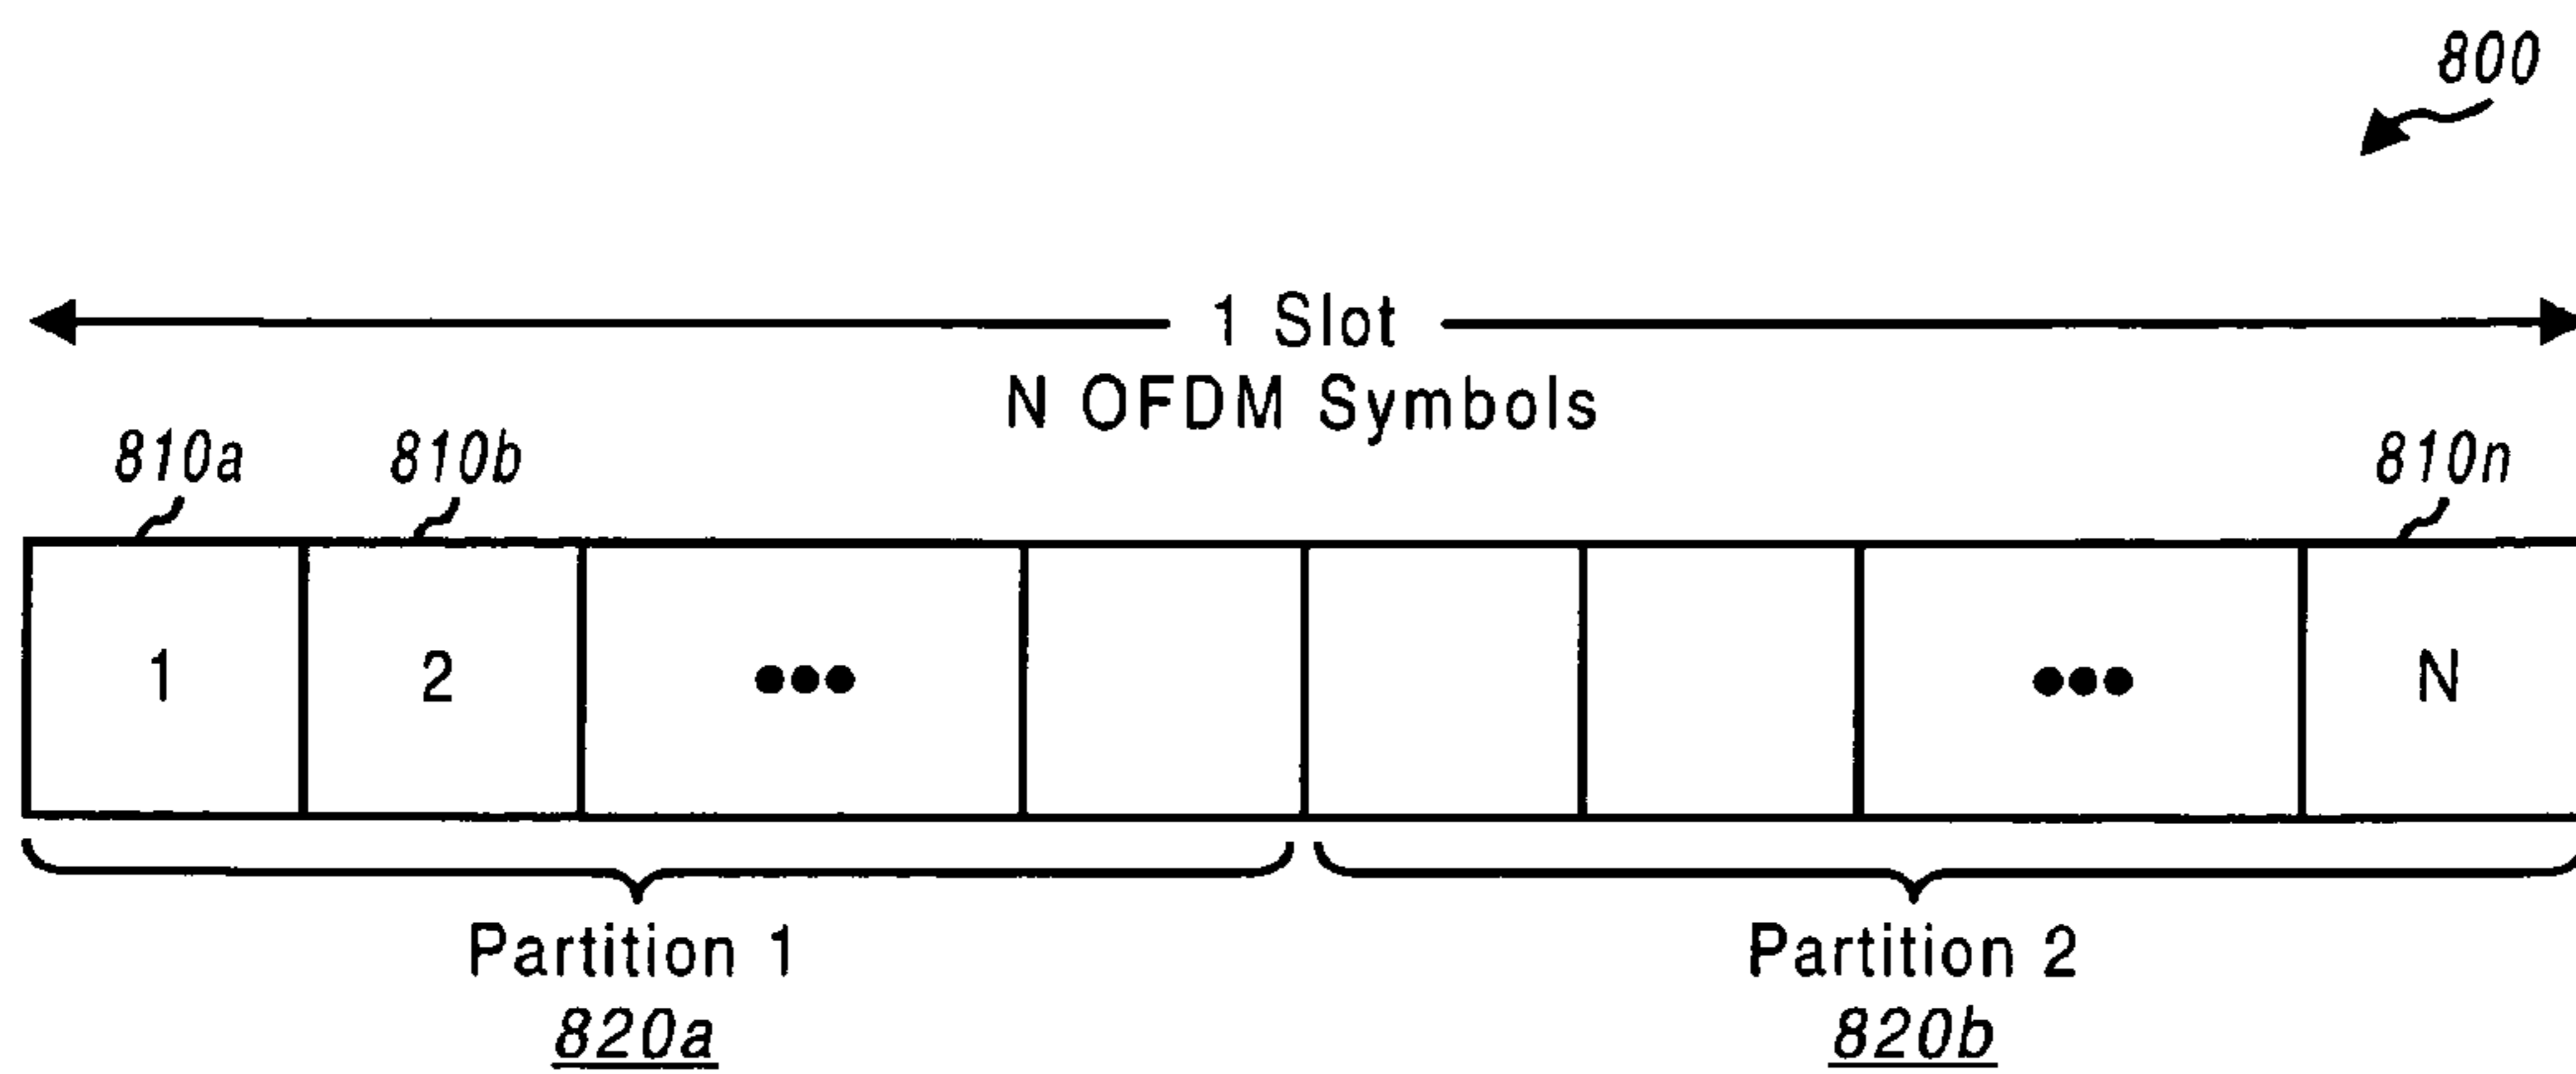 800
1 Slot
N OFDM Symbols
810a 810b 810n
1 2 ••• ••• N
Partition 1 Partition 2
820a 820b